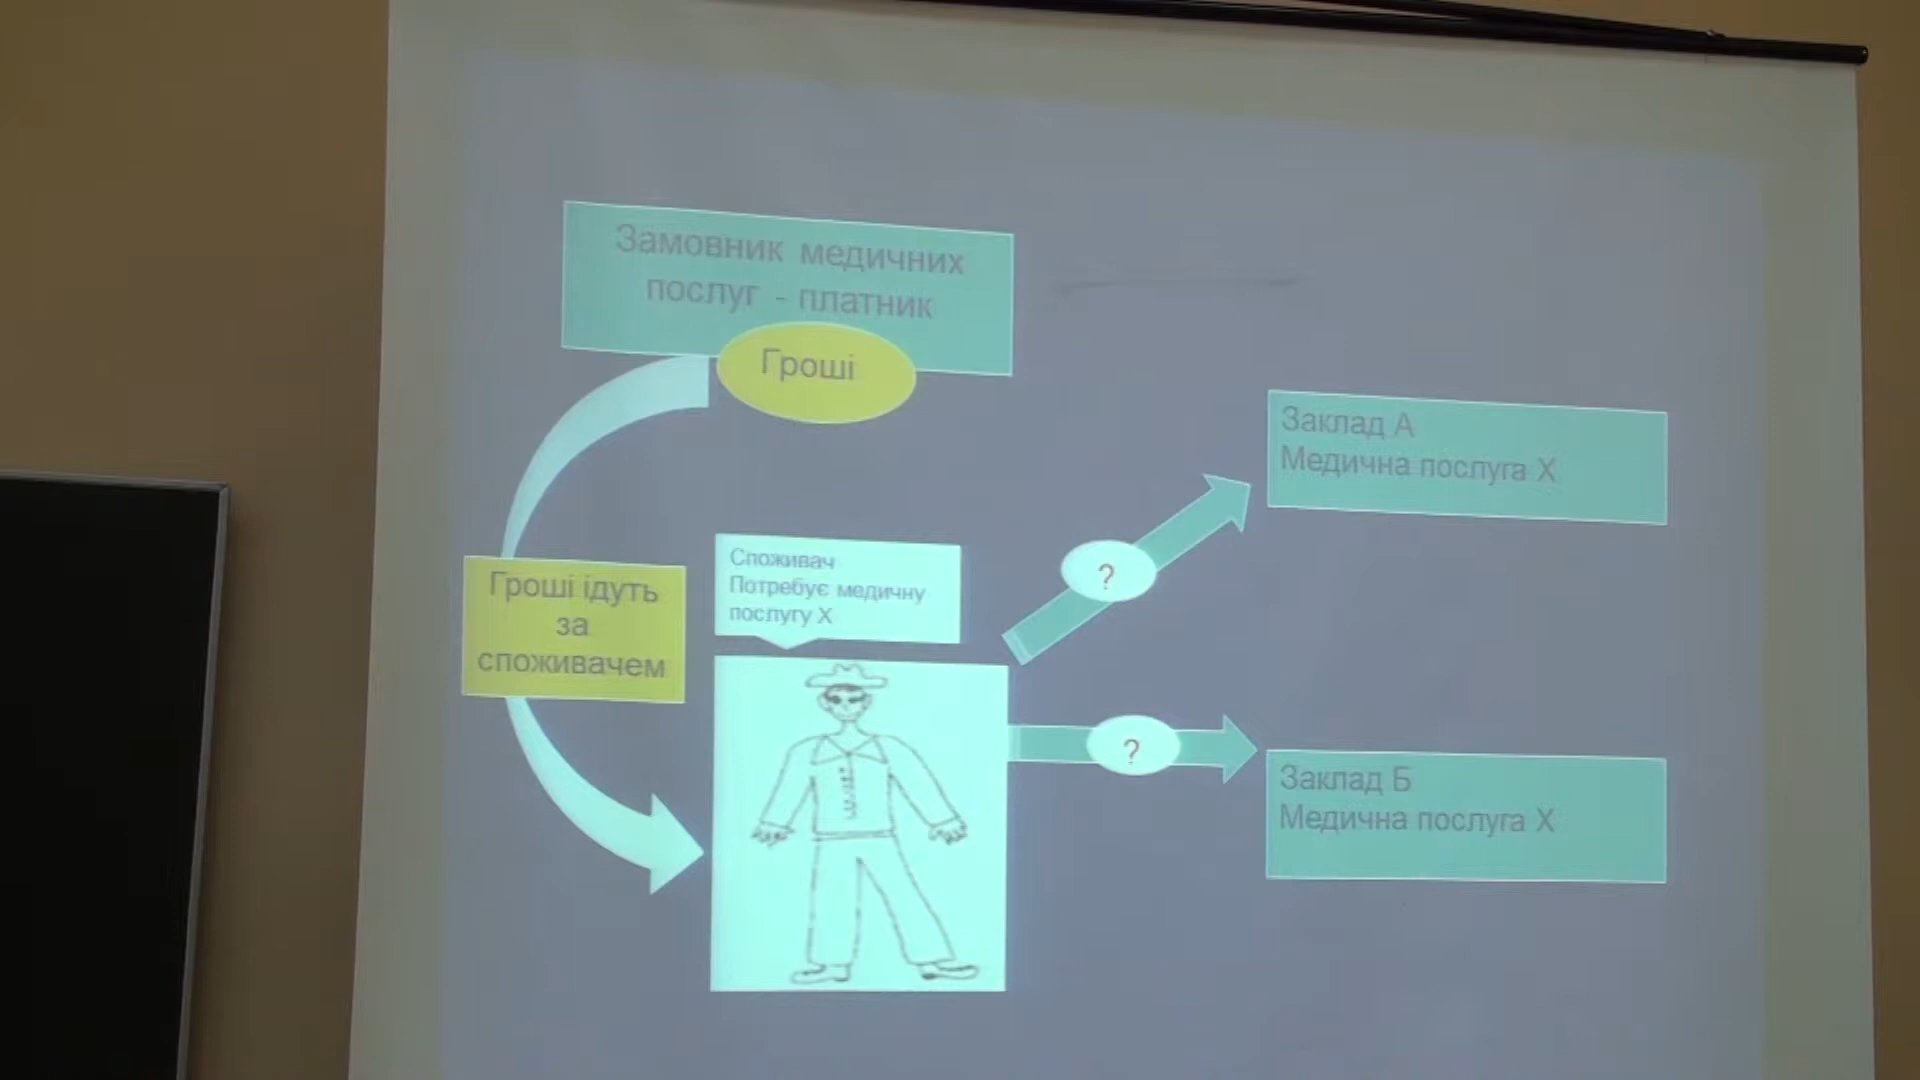 Замовник медичних
послуг - платник
Гроші
Заклад А
Медична послуга Х
Споживач
Потребує медичну
послугу Х
?
Гроші ідуть
за
споживачем
?
Заклад Б
Медична послуга Х